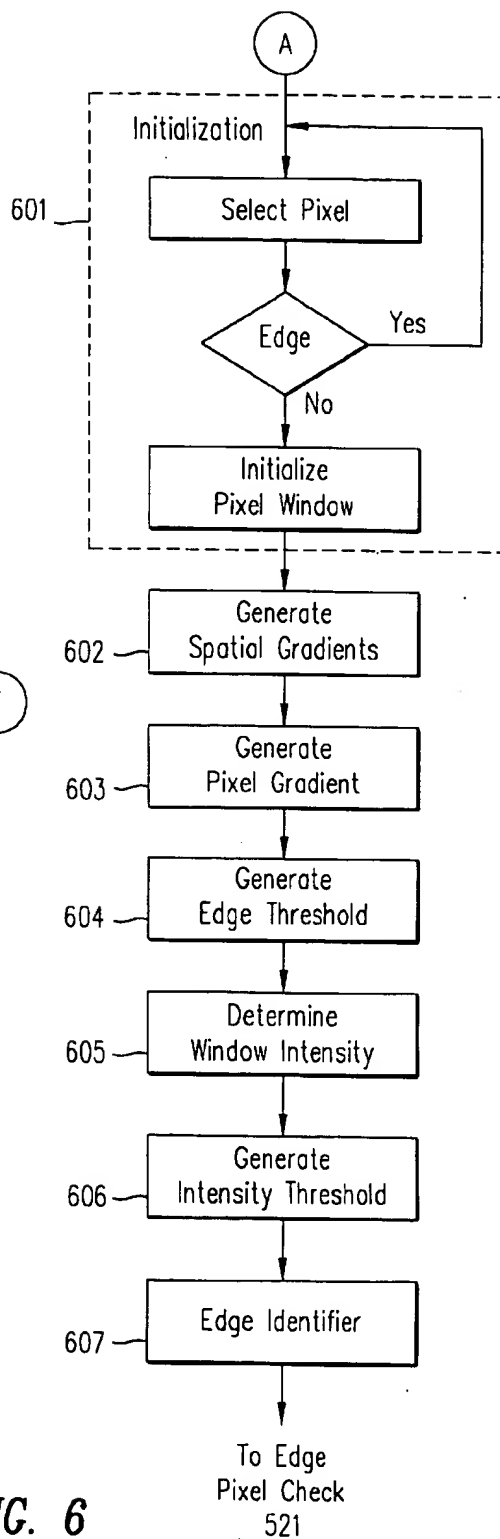 A
Initialization
601
Select Pixel
Edge
Yes
No
Initialize
Pixel Window
Generate
602
Spatial Gradients
Generate
603
Pixel Gradient
Generate
604
Edge Threshold
Determine
605
Window Intensity
Generate
606
Intensity Threshold
607
Edge Identifier
To Edge
Pixel Check
521
G. 6